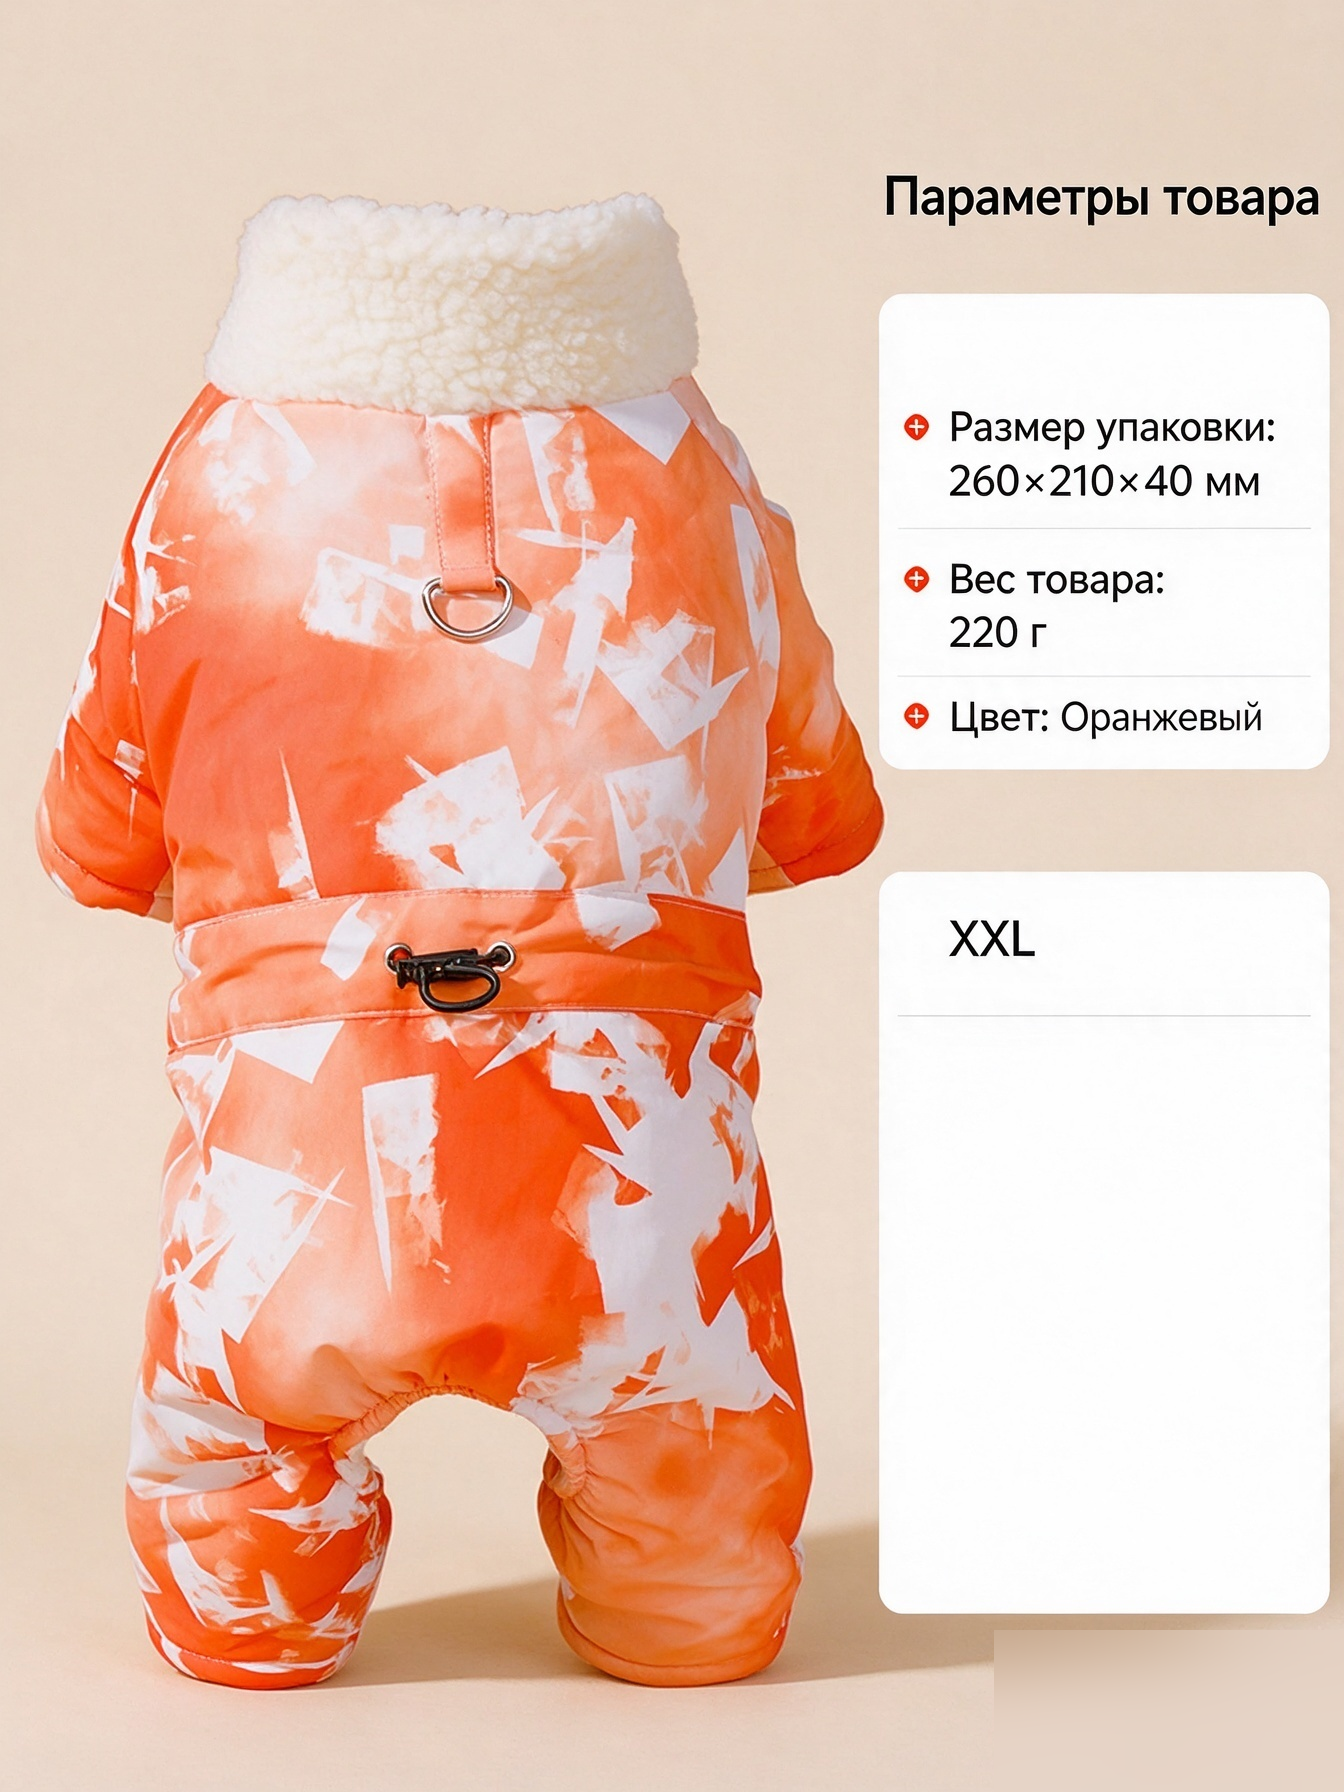 Параметры товара
Размер упаковки:
260×210×40 мм
Вес товара:
220 г
Цвет: Оранжевый
XXL